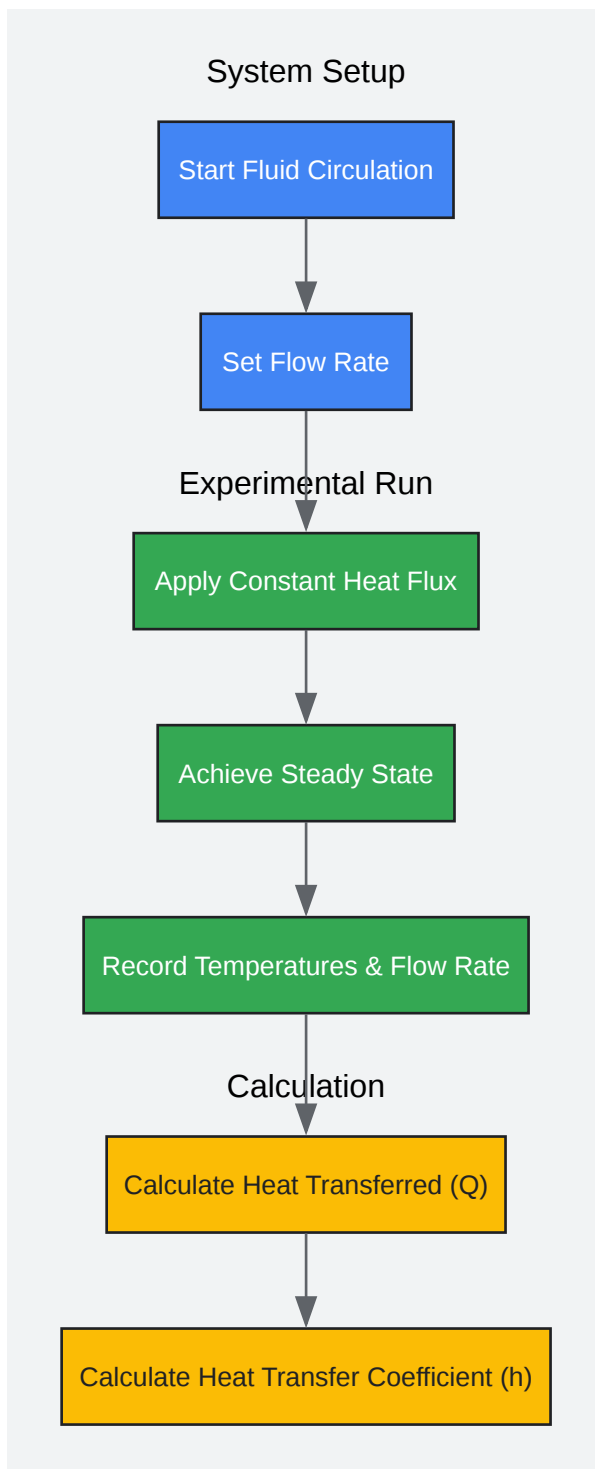 System Setup
Start Fluid Circulation
Set Flow Rate
Experimental Run
Apply Constant Heat Flux
Achieve Steady State
Record Temperatures & Flow Rate
Calculation
Calculate Heat Transferred (Q)
Calculate Heat Transfer Coefficient (h)